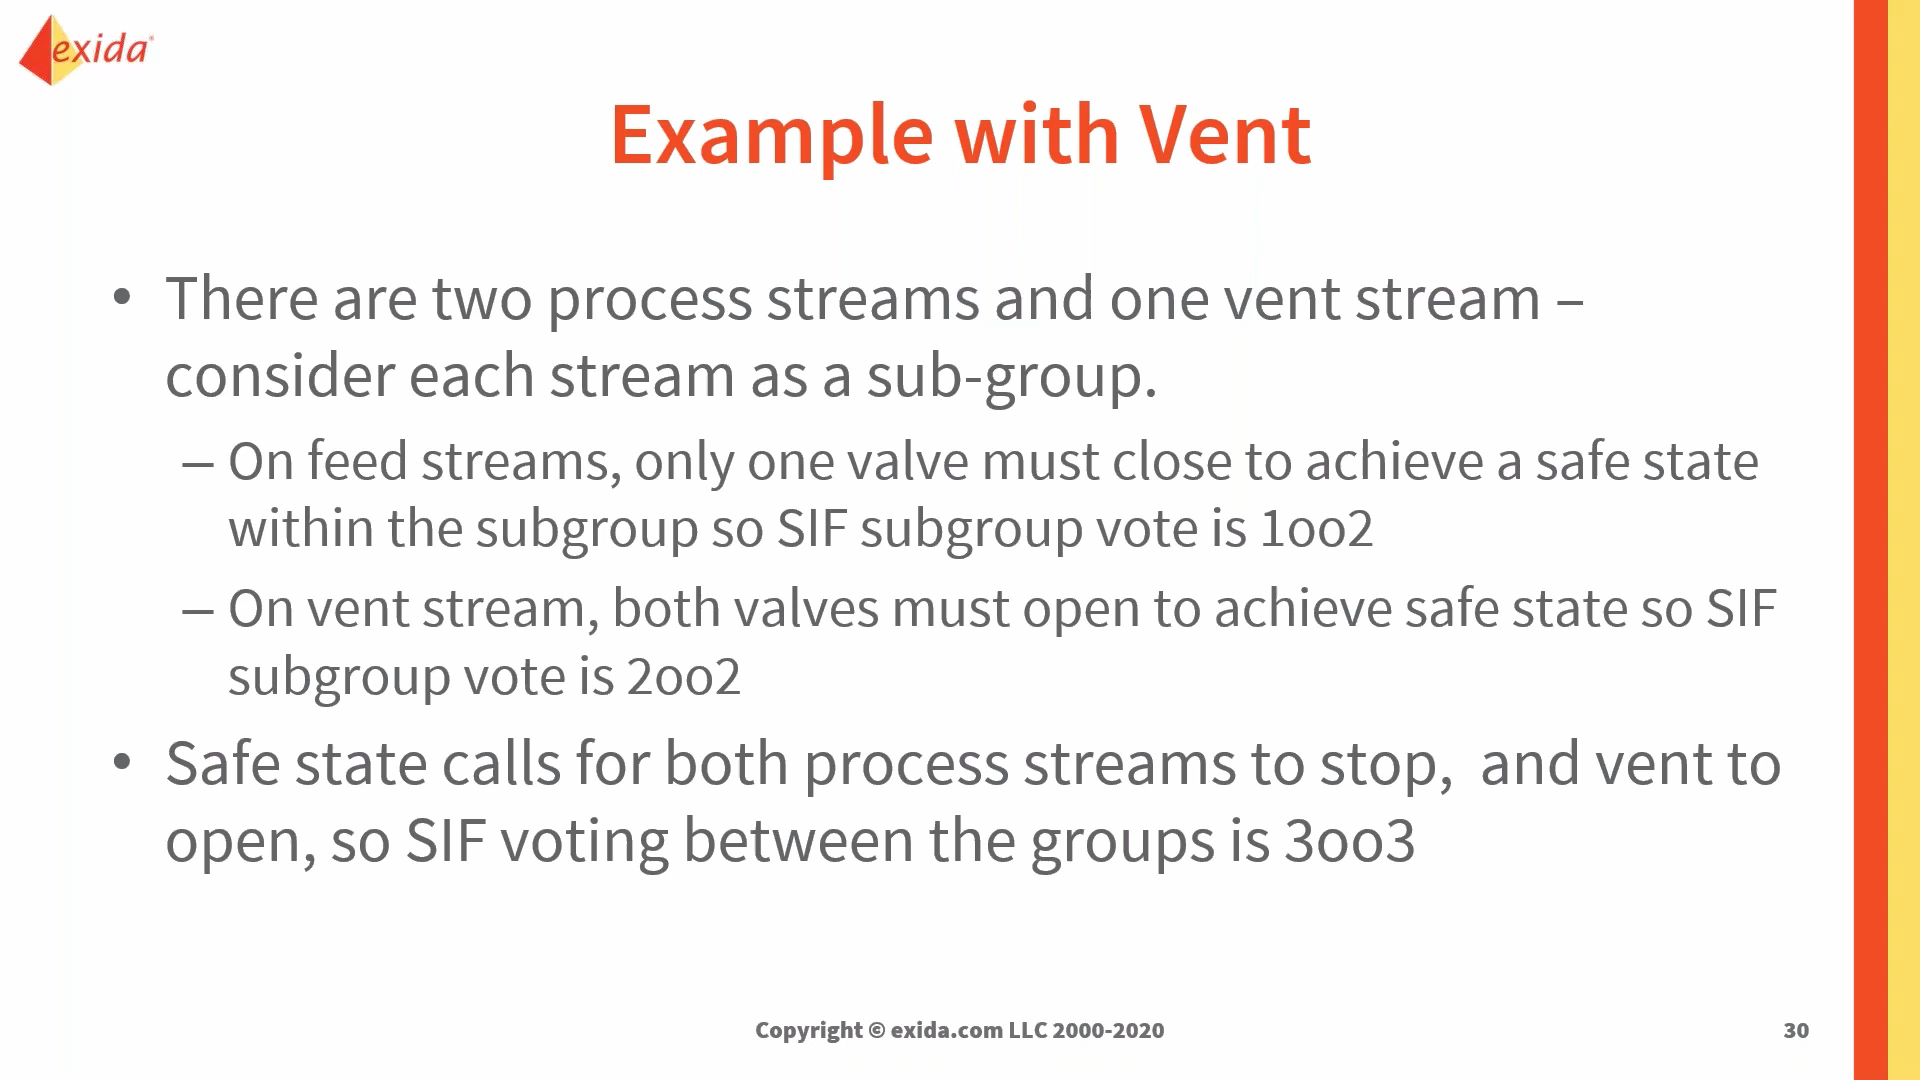 exida
Example with Vent
• There are two process streams and one vent stream –
consider each stream as a sub-group.
– On feed streams, only one valve must close to achieve a safe state
within the subgroup so SIF subgroup vote is 1oo2
– On vent stream, both valves must open to achieve safe state so SIF
subgroup vote is 2oo2
• Safe state calls for both process streams to stop,  and vent to
open, so SIF voting between the groups is 3oo3
Copyright © exida.com LLC 2000-2020
30